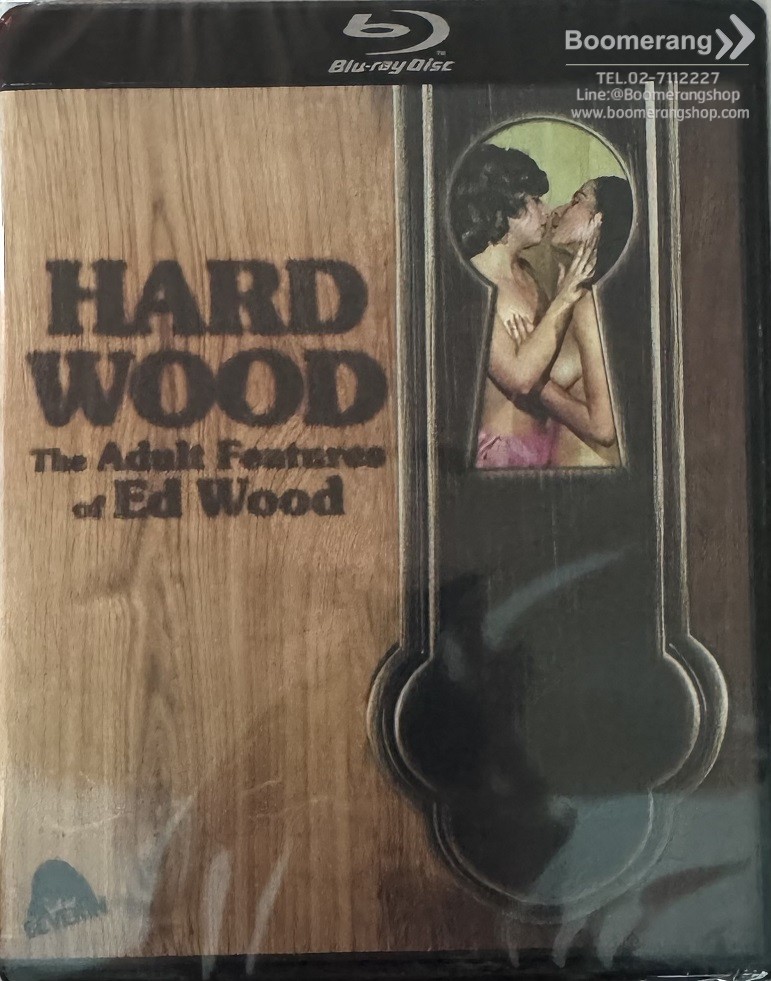 Blu-ray Disc
Boomerang
TEL.02-7112227
Line:@Boomerangshop
www.boomerangshop.com
HARD
WOOD
The Adult Features
of Ed Wood
SEVERIN